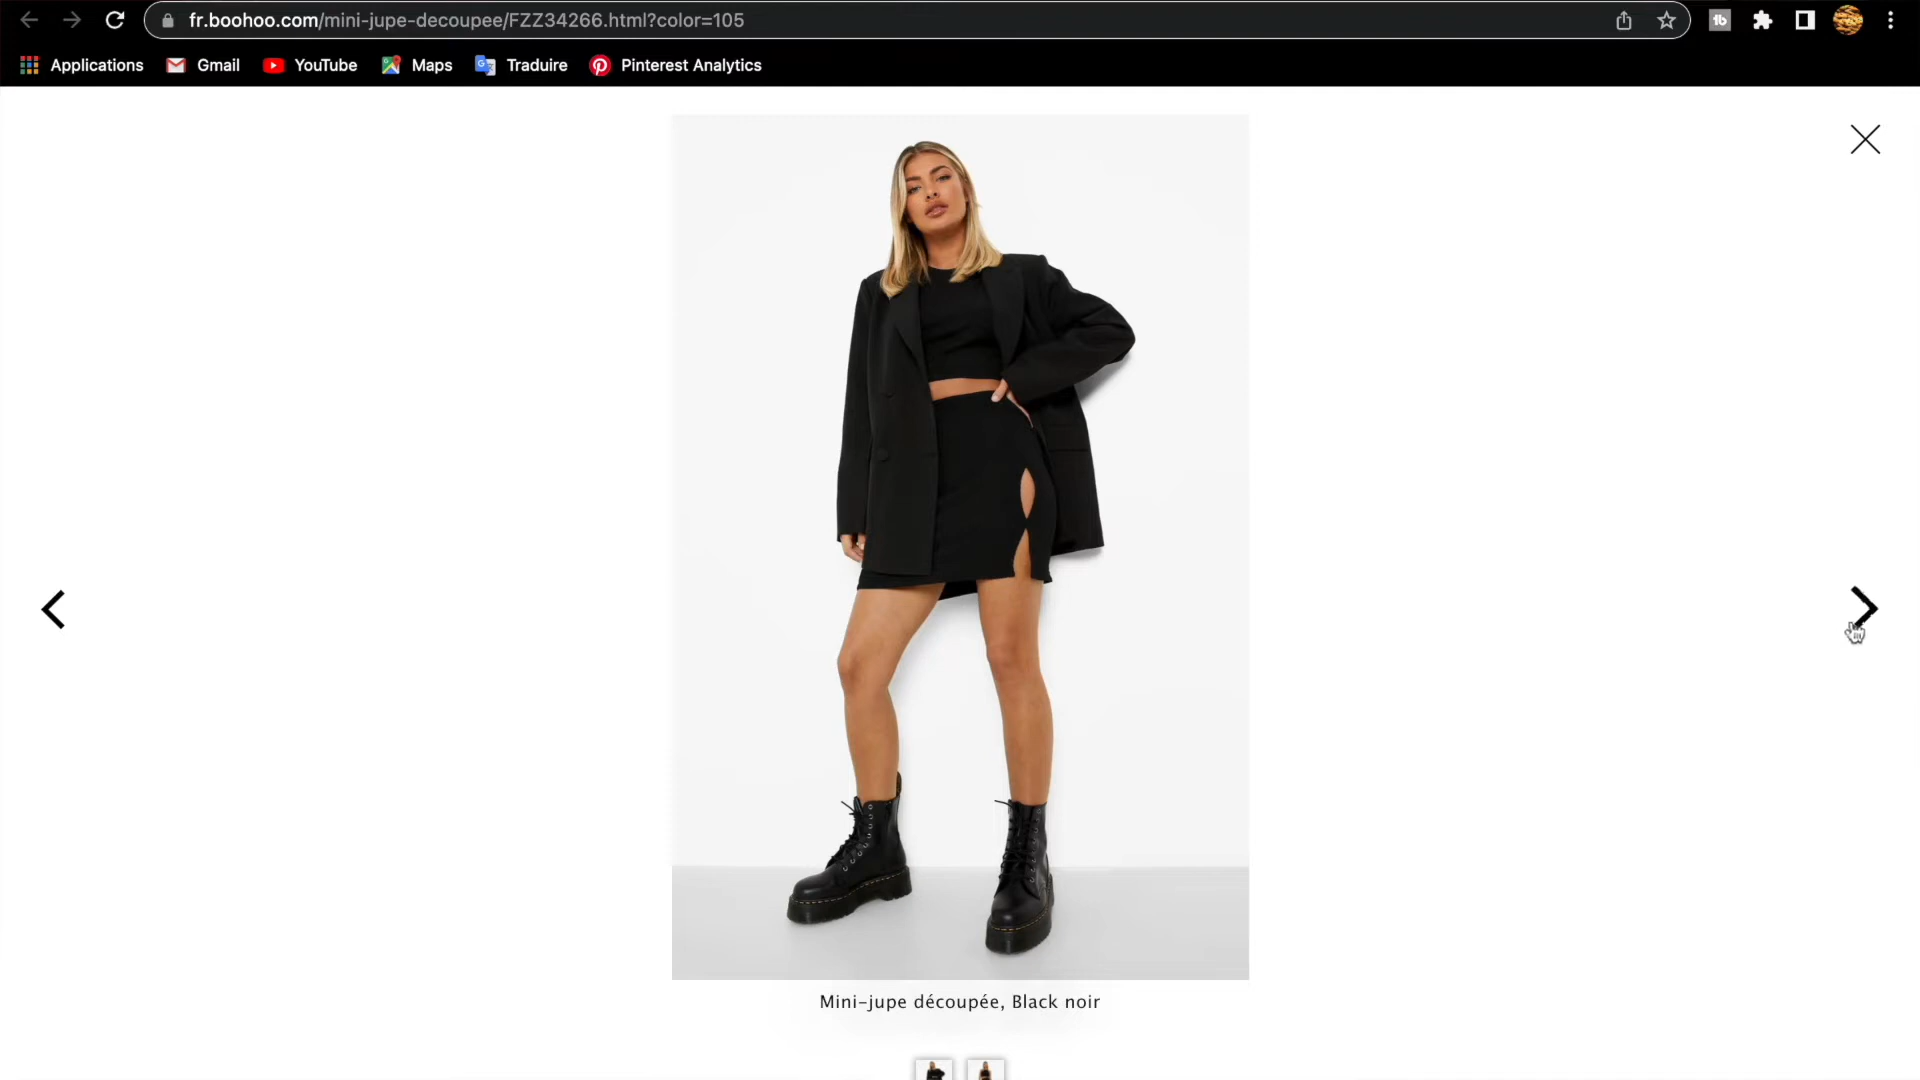 fr.boohoo.com/mini-jupe-decoupee/FZZ34266.html?color=105
Applications
Gmail
YouTube
Maps
Traduire
Pinterest Analytics
Mini-jupe découpée, Black noir